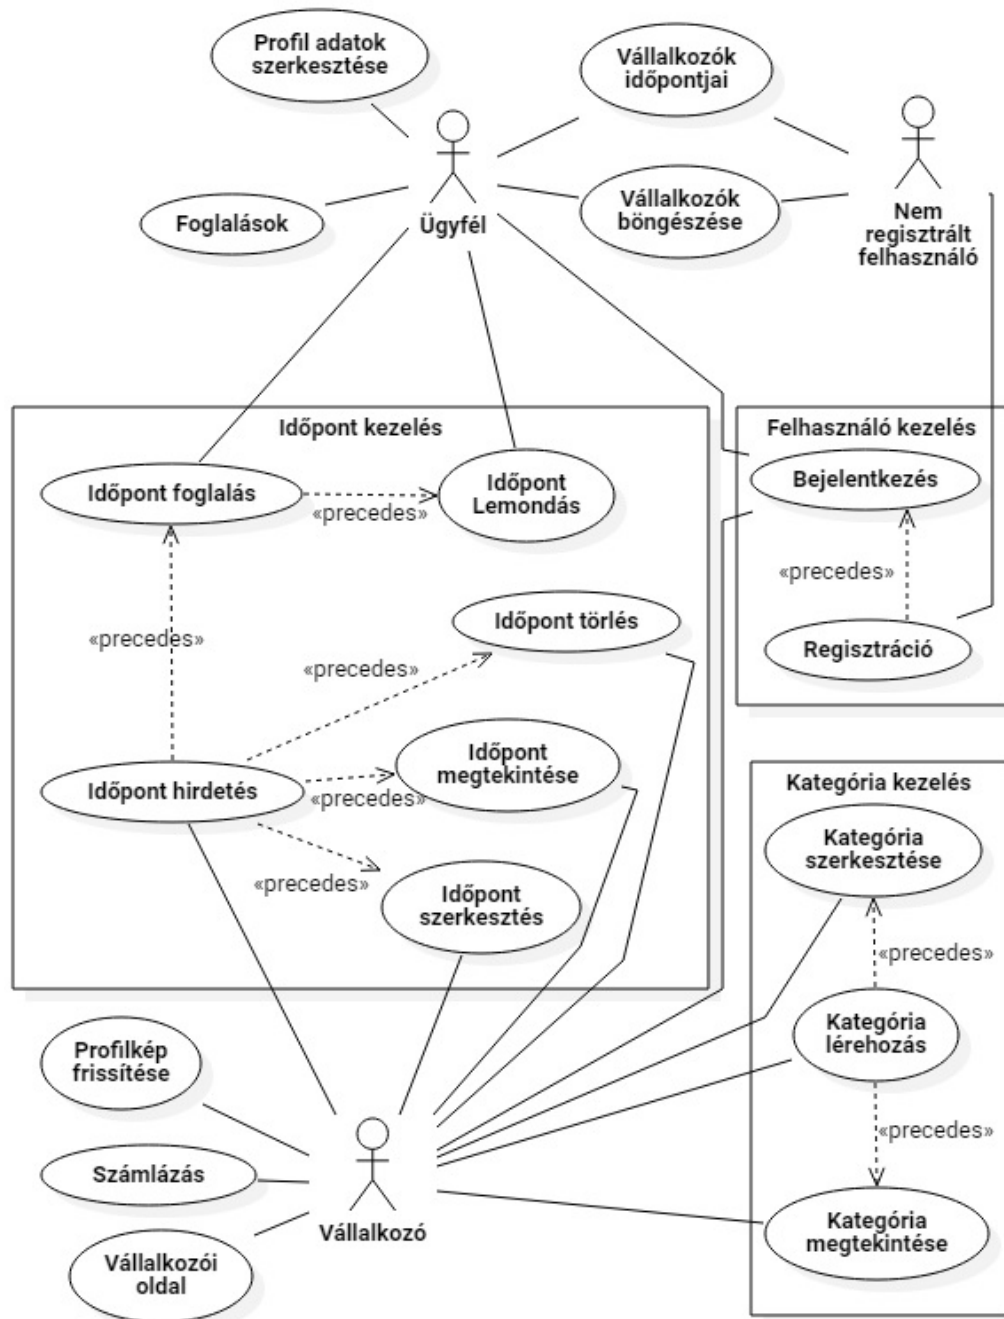 Profil adatok
szerkesztése
Vállalkozók
időpontjai
Foglalások
Ügyfél
Vállalkozók
böngészése
Nem
regisztrált
felhasználó
Időpont kezelés
Felhasználó kezelés
Időpont foglalás
«precedes»
Időpont
Lemondás
Bejelentkezés
«precedes»
«precedes»
Időpont törlés
Regisztráció
«precedes»
Időpont hirdetés
«precedes»
Időpont
megtekintése
Kategória kezelés
Kategória
szerkesztése
«precedes»
Időpont
szerkesztés
«precedes»
Kategória
lérehozás
Profilkép
frissítése
«precedes»
Számlázás
Vállalkozó
Kategória
megtekintése
Vállalkozói
oldal